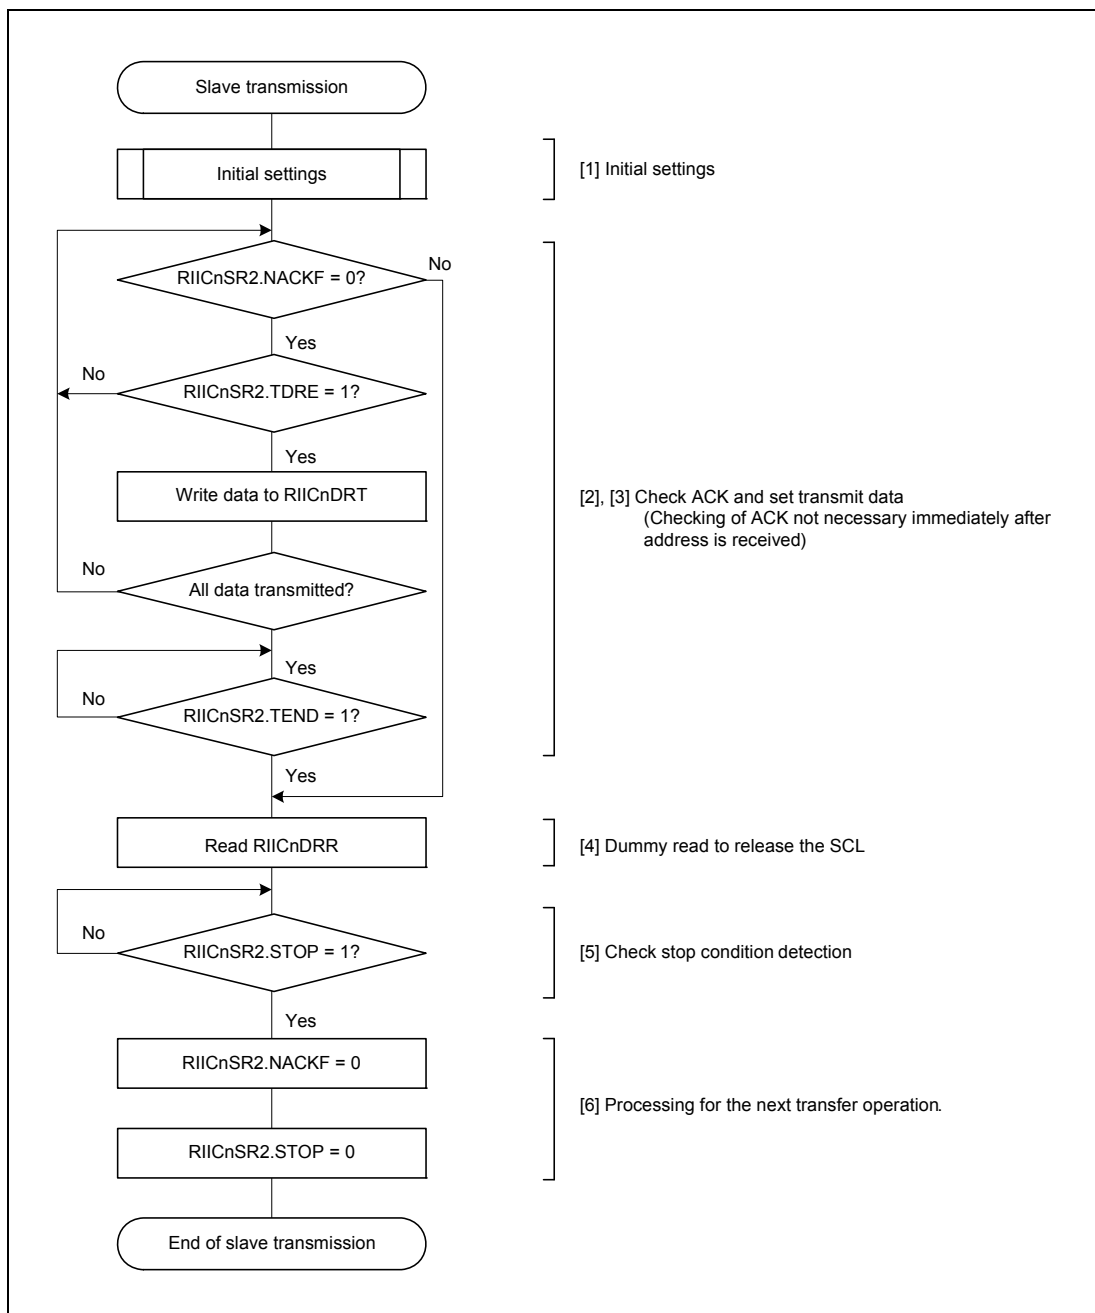 Slave transmission
Initial settings
[1] Initial settings
RIICnSR2.NACKF = 0?
No
Yes
No
RIICnSR2.TDRE = 1?
Yes
Write data to RIICnDRT
[2], [3] Check ACK and set transmit data
(Checking of ACK not necessary immediately after
address is received)
No
All data transmitted?
Yes
No
RIICnSR2.TEND = 1?
Yes
Read RIICnDRR
[4] Dummy read to release the SCL
No
RIICnSR2.STOP = 1?
[5] Check stop condition detection
Yes
RIICnSR2.NACKF = 0
[6] Processing for the next transfer operation.
RIICnSR2.STOP = 0
End of slave transmission